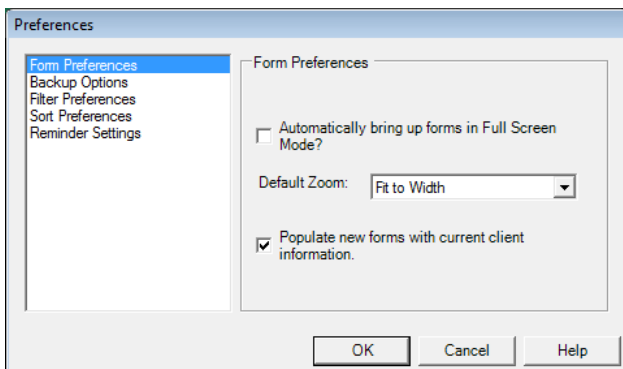 Preferences
Form Preferences
Backup Options
Filter Preferences
Sort Preferences
Reminder Settings
Form Preferences
Automatically bring up forms in Full Screen
Mode?
Default Zoom:
Fit to Width
Populate new forms with current client
information.
OK
Cancel
Help